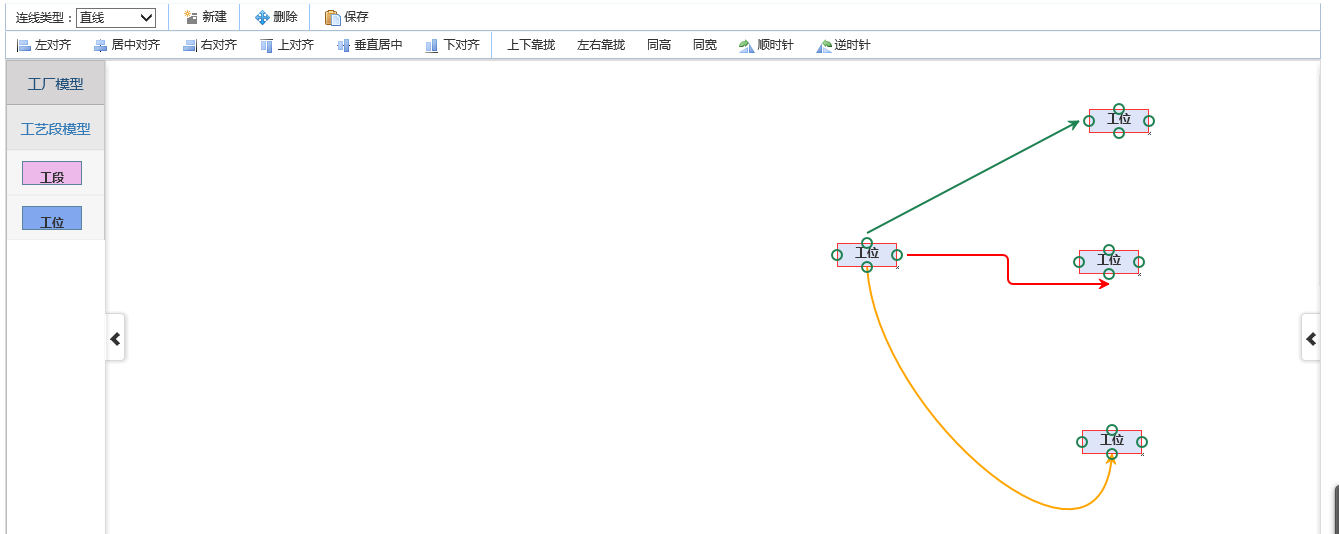 连线类型： 直线 新建 删除 保存
左对齐 居中对齐 右对齐 上对齐 垂直居中 下对齐 上下靠拢 左右靠拢 同高 同宽 顺时针 逆时针
工厂模型
工艺段模型
工段
工位
工位
工位
工位
工位